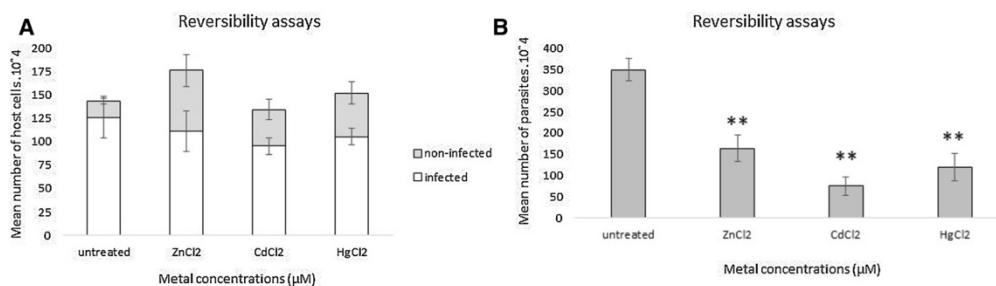 A
Reversibility assays
Mean number of host cells.10^4
200
175
150
125
100
75
50
25
0
untreated ZnCl2 CdCl2 HgCl2
Metal concentrations (µM)
non-infected
infected
B
Reversibility assays
Mean number of parasites.10^4
400
350
300
250
200
150
100
50
0
** ** **
untreated ZnCl2 CdCl2 HgCl2
Metal concentrations (µM)